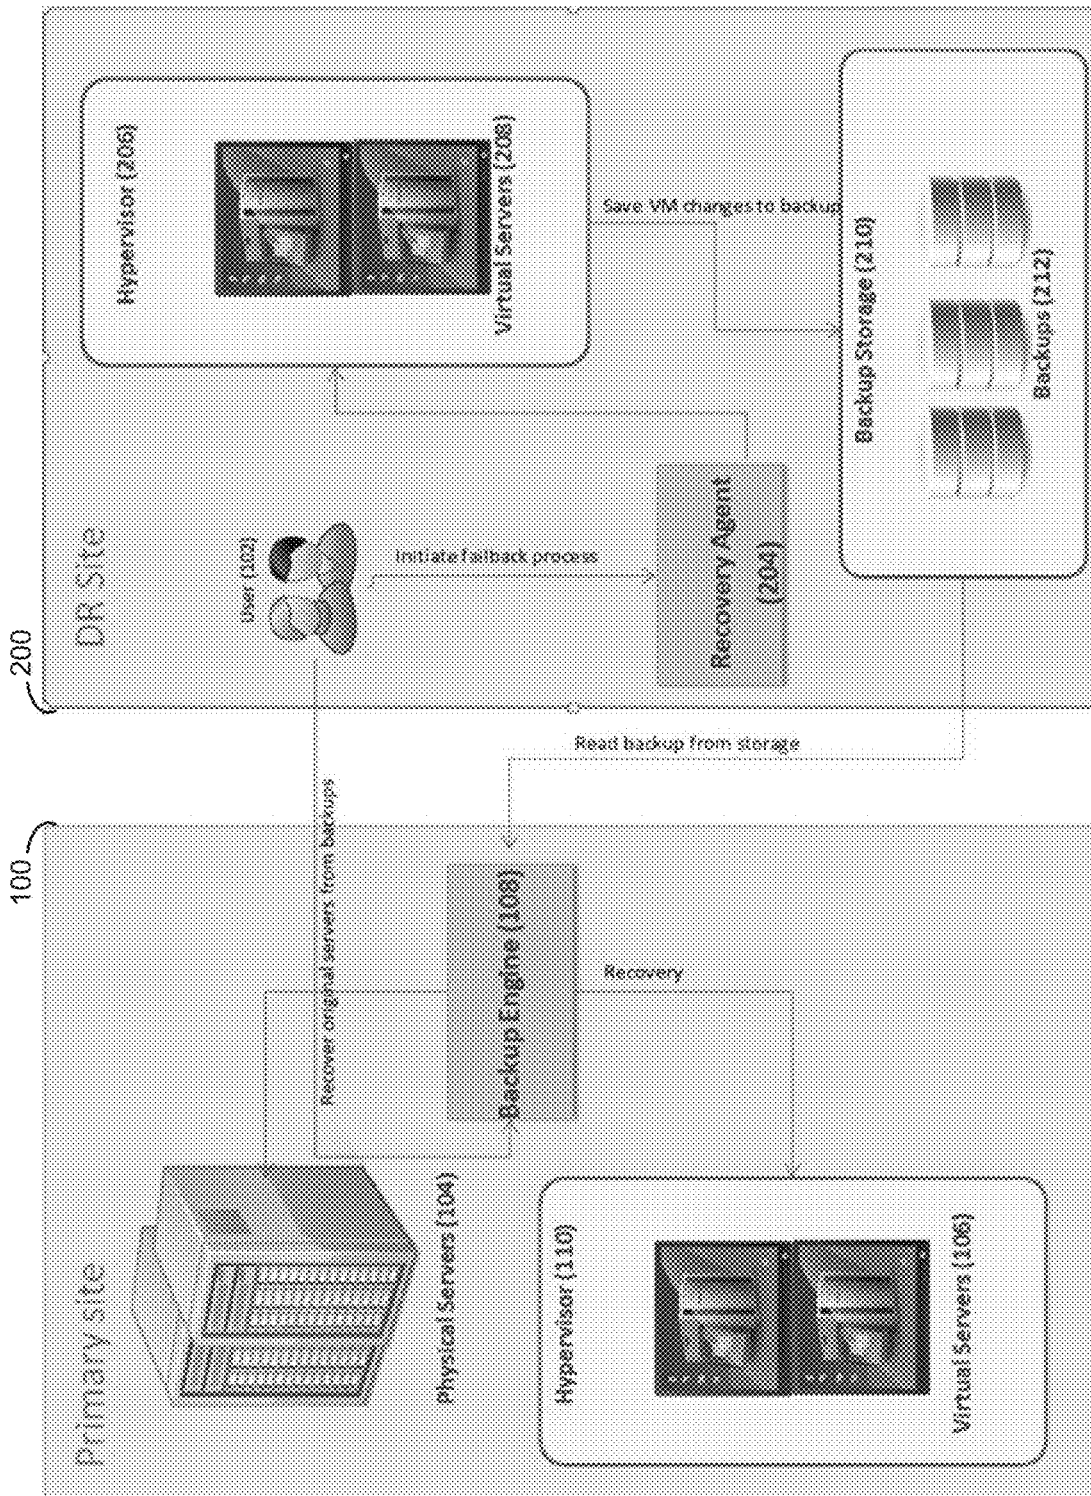 100
200
Primary site
DR Site
Physical Servers (104)
Hypervisor (110)
Virtual Servers (106)
Backup Engine (108)
Recovery
Recover original servers from backups
Read backup from storage
User (102)
Initiate failback process
Recovery Agent
(204)
Hypervisor (206)
Virtual Servers (208)
Save VM changes to backup
Backup Storage (210)
Backups (212)